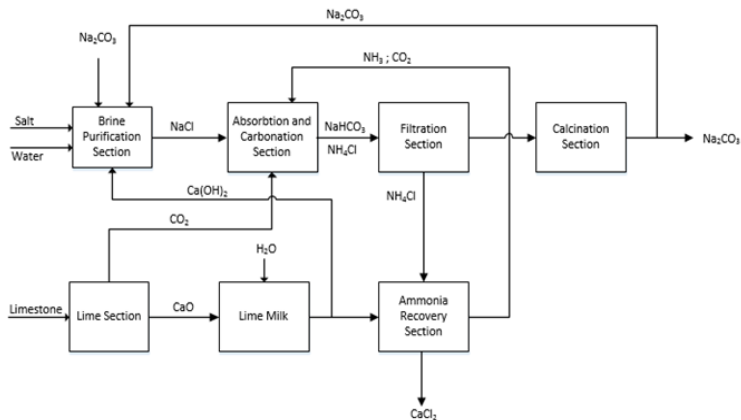 Na₂CO₃
Na₂CO₃
NH₃ ; CO₂
Salt
Water
Brine
Purification
Section
NaCl
Absorbtion and
Carbonation
Section
NaHCO₃
NH₄Cl
Filtration
Section
Calcination
Section
Na₂CO₃
Ca(OH)₂
NH₄Cl
CO₂
H₂O
Limestone
Lime Section
CaO
Lime Milk
Ammonia
Recovery
Section
CaCl₂